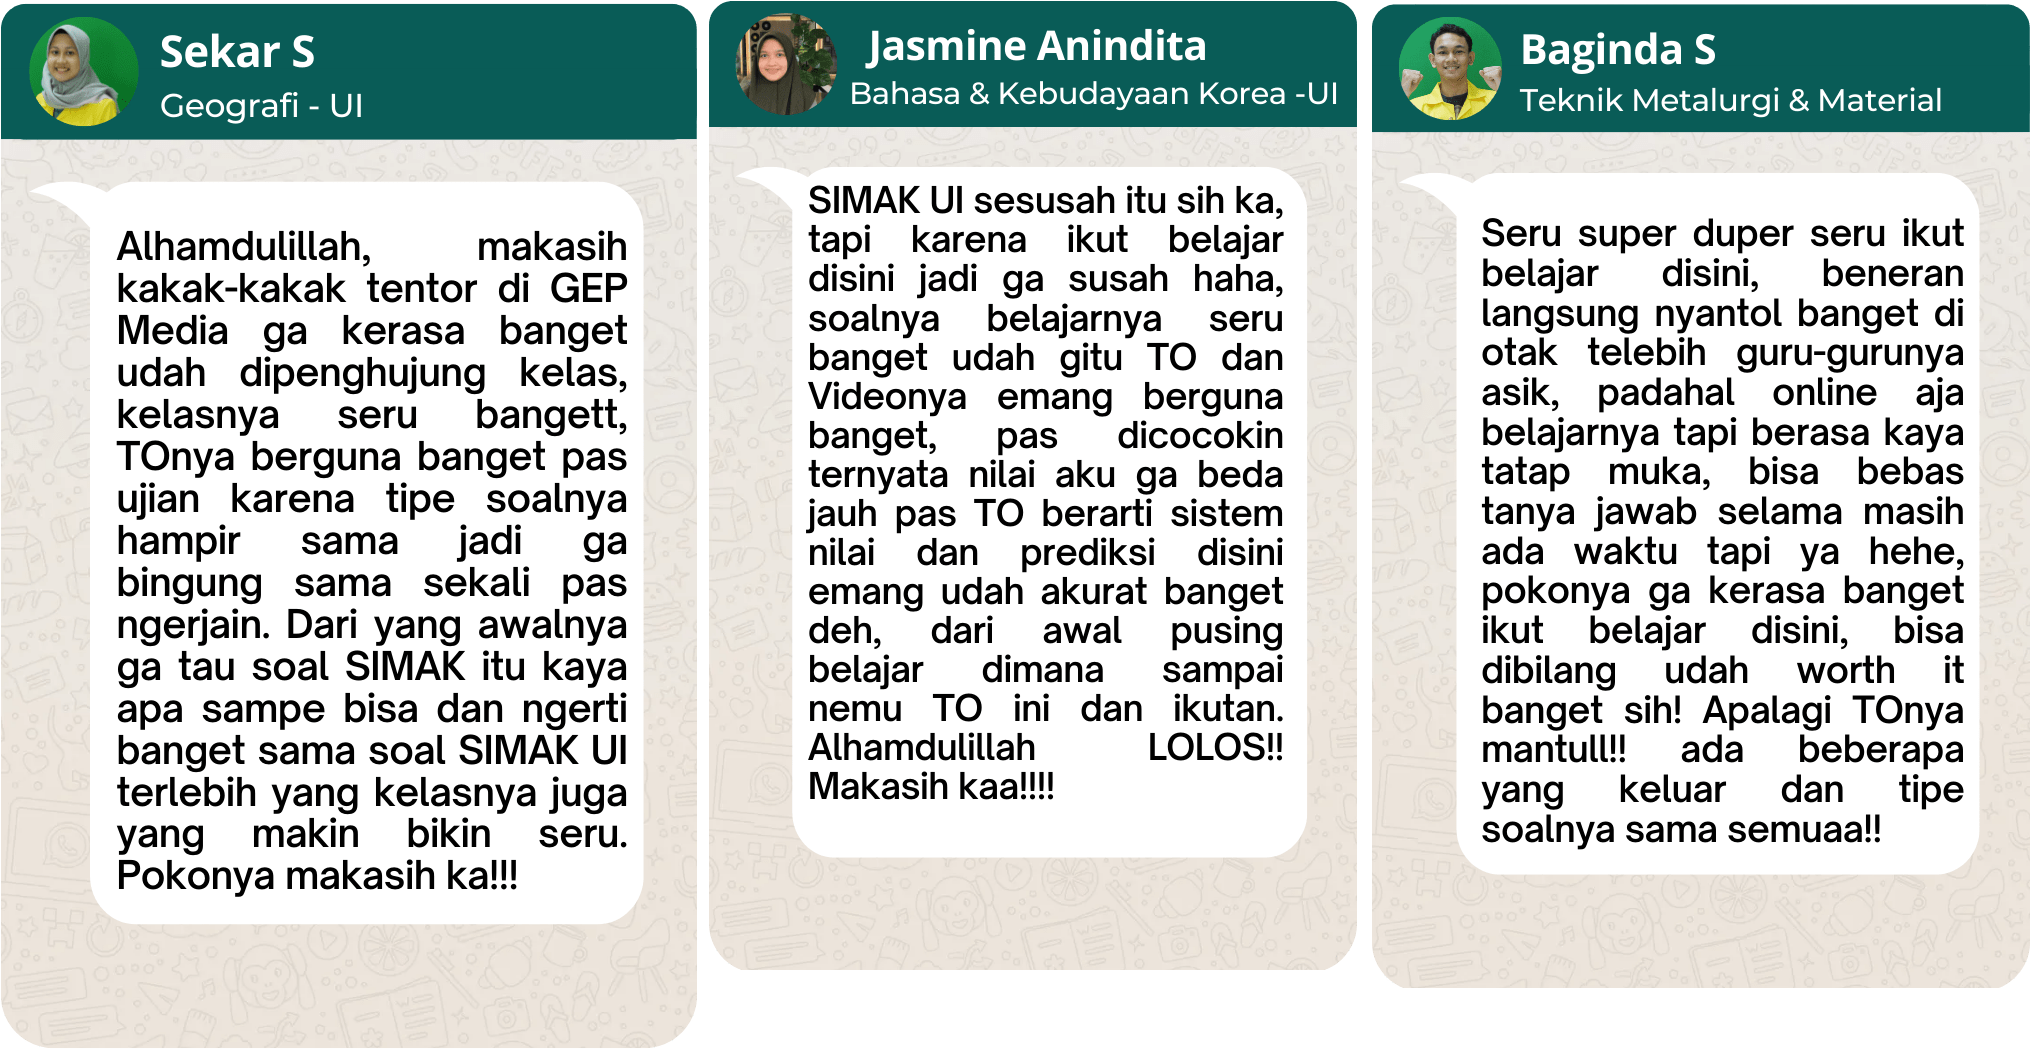 Sekar S
Geografi - UI
Alhamdulillah, makasih
kakak-kakak tentor di GEP
Media ga kerasa banget
udah dipenghujung kelas,
kelasnya seru bangett,
TOnya berguna banget pas
ujian karena tipe soalnya
hampir sama jadi ga
bingung sama sekali pas
ngerjain. Dari yang awalnya
ga tau soal SIMAK itu kaya
apa sampe bisa dan ngerti
banget sama soal SIMAK UI
terlebih yang kelasnya juga
yang makin bikin seru.
Pokonya makasih ka!!!
Jasmine Anindita
Bahasa & Kebudayaan Korea -UI
SIMAK UI sesusah itu sih ka,
tapi karena ikut belajar
disini jadi ga susah haha,
soalnya belajarnya seru
banget udah gitu TO dan
Videonya emang berguna
banget, pas dicocokin
ternyata nilai aku ga beda
jauh pas TO berarti sistem
nilai dan prediksi disini
emang udah akurat banget
deh, dari awal pusing
belajar dimana sampai
nemu TO ini dan ikutan.
Alhamdulillah LOLOS!!
Makasih kaa!!!!
Baginda S
Teknik Metalurgi & Material
Seru super duper seru ikut
belajar disini, beneran
langsung nyantol banget di
otak telebih guru-gurunya
asik, padahal online aja
belajarnya tapi berasa kaya
tatap muka, bisa bebas
tanya jawab selama masih
ada waktu tapi ya hehe,
pokonya ga kerasa banget
ikut belajar disini, bisa
dibilang udah worth it
banget sih! Apalagi TOnya
mantull!! ada beberapa
yang keluar dan tipe
soalnya sama semuaa!!